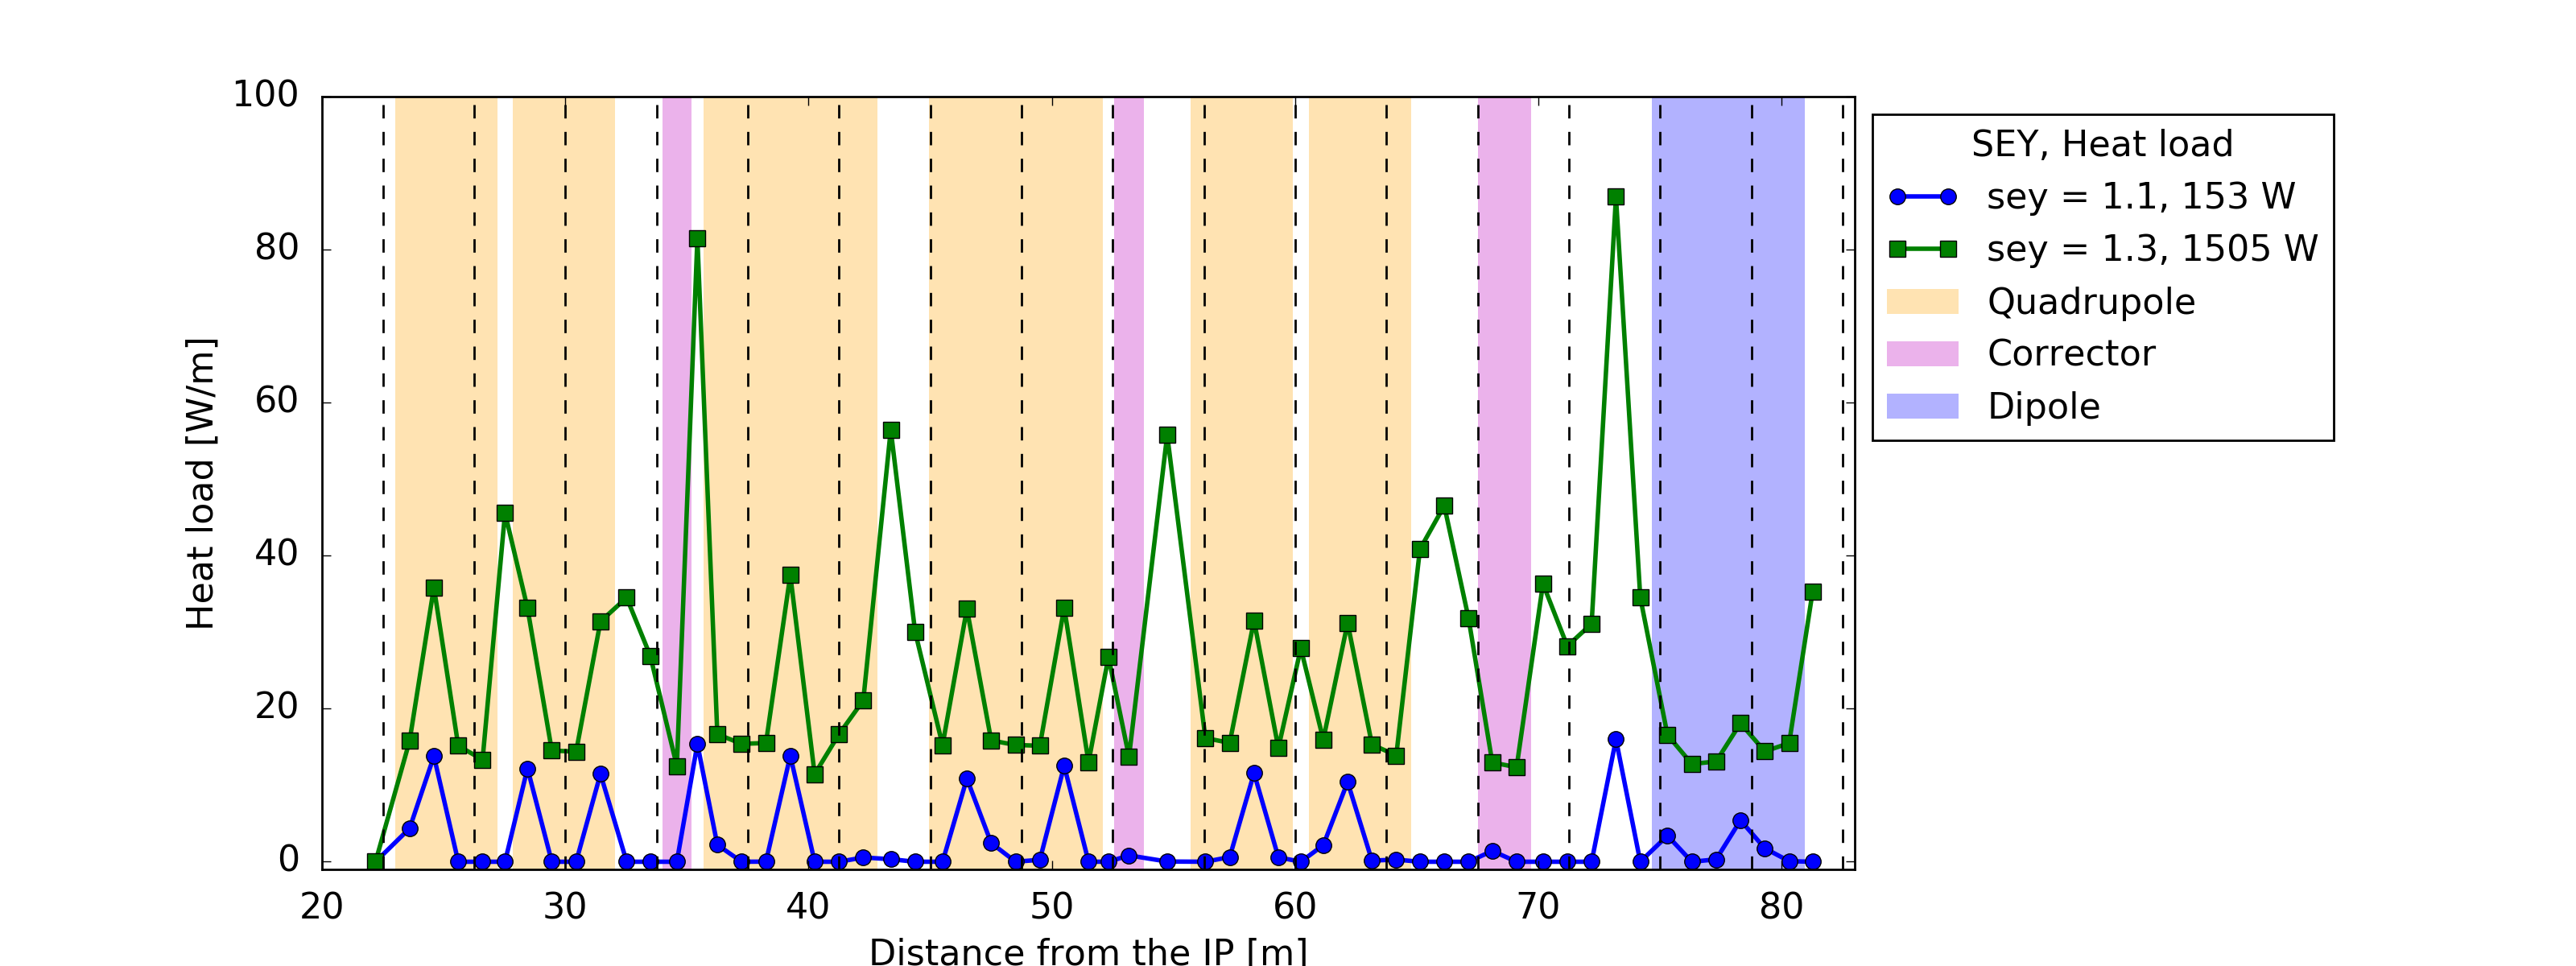 100
80
60
40
20
0
Heat load [W/m]
20 30 40 50 60 70 80
Distance from the IP [m]
SEY, Heat load
sey = 1.1, 153 W
sey = 1.3, 1505 W
Quadrupole
Corrector
Dipole